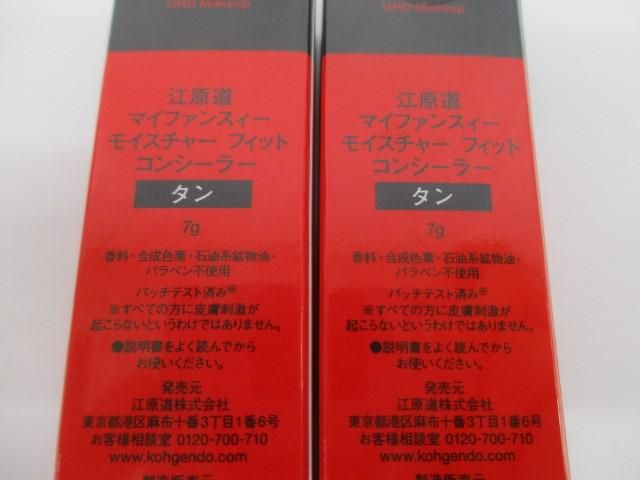 UHD Makeup
江原道
マイファンスィー
モイスチャー フィット
コンシーラー
タン
7g
香料・合成色素・石油系鉱物油・
パラベン不使用
パッチテスト済み※
※すべての方に皮膚刺激が
起こらないというわけではありません。
●説明書をよく読んでから
お使いください。
発売元
江原道株式会社
東京都港区麻布十番3丁目1番6号
お客様相談室 0120-700-710
www.kohgendo.com
製造販売元
UHD Makeup
江原道
マイファンスィー
モイスチャー フィット
コンシーラー
タン
7g
香料・合成色素・石油系鉱物油・
パラベン不使用
パッチテスト済み※
※すべての方に皮膚刺激が
起こらないというわけではありません。
●説明書をよく読んでから
お使いください。
発売元
江原道株式会社
東京都港区麻布十番3丁目1番6号
お客様相談室 0120-700-710
www.kohgendo.com
製造販売元